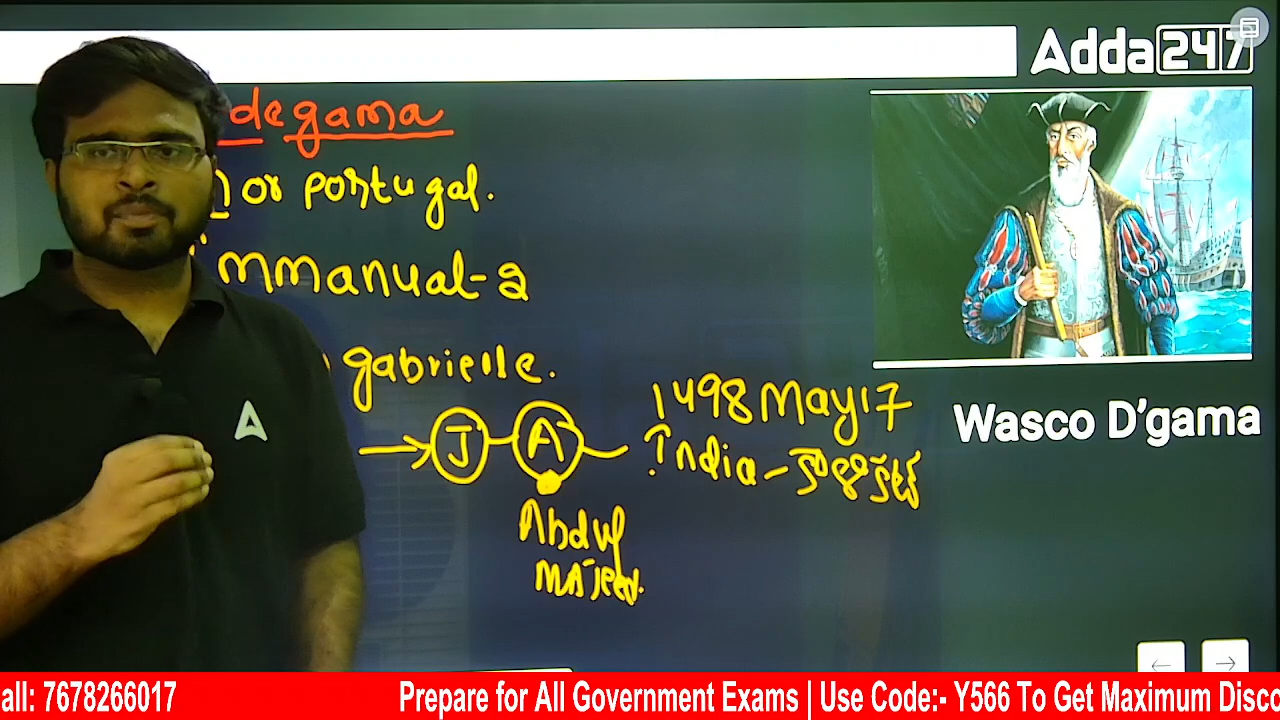 Adda247
degama
or portugal.
mmanual-2
gabrielle.
1498 May 17
J A
India - కాలికట్
Abdul
majeed.
Wasco D'gama
all: 7678266017 Prepare for All Government Exams | Use Code:- Y566 To Get Maximum Disco